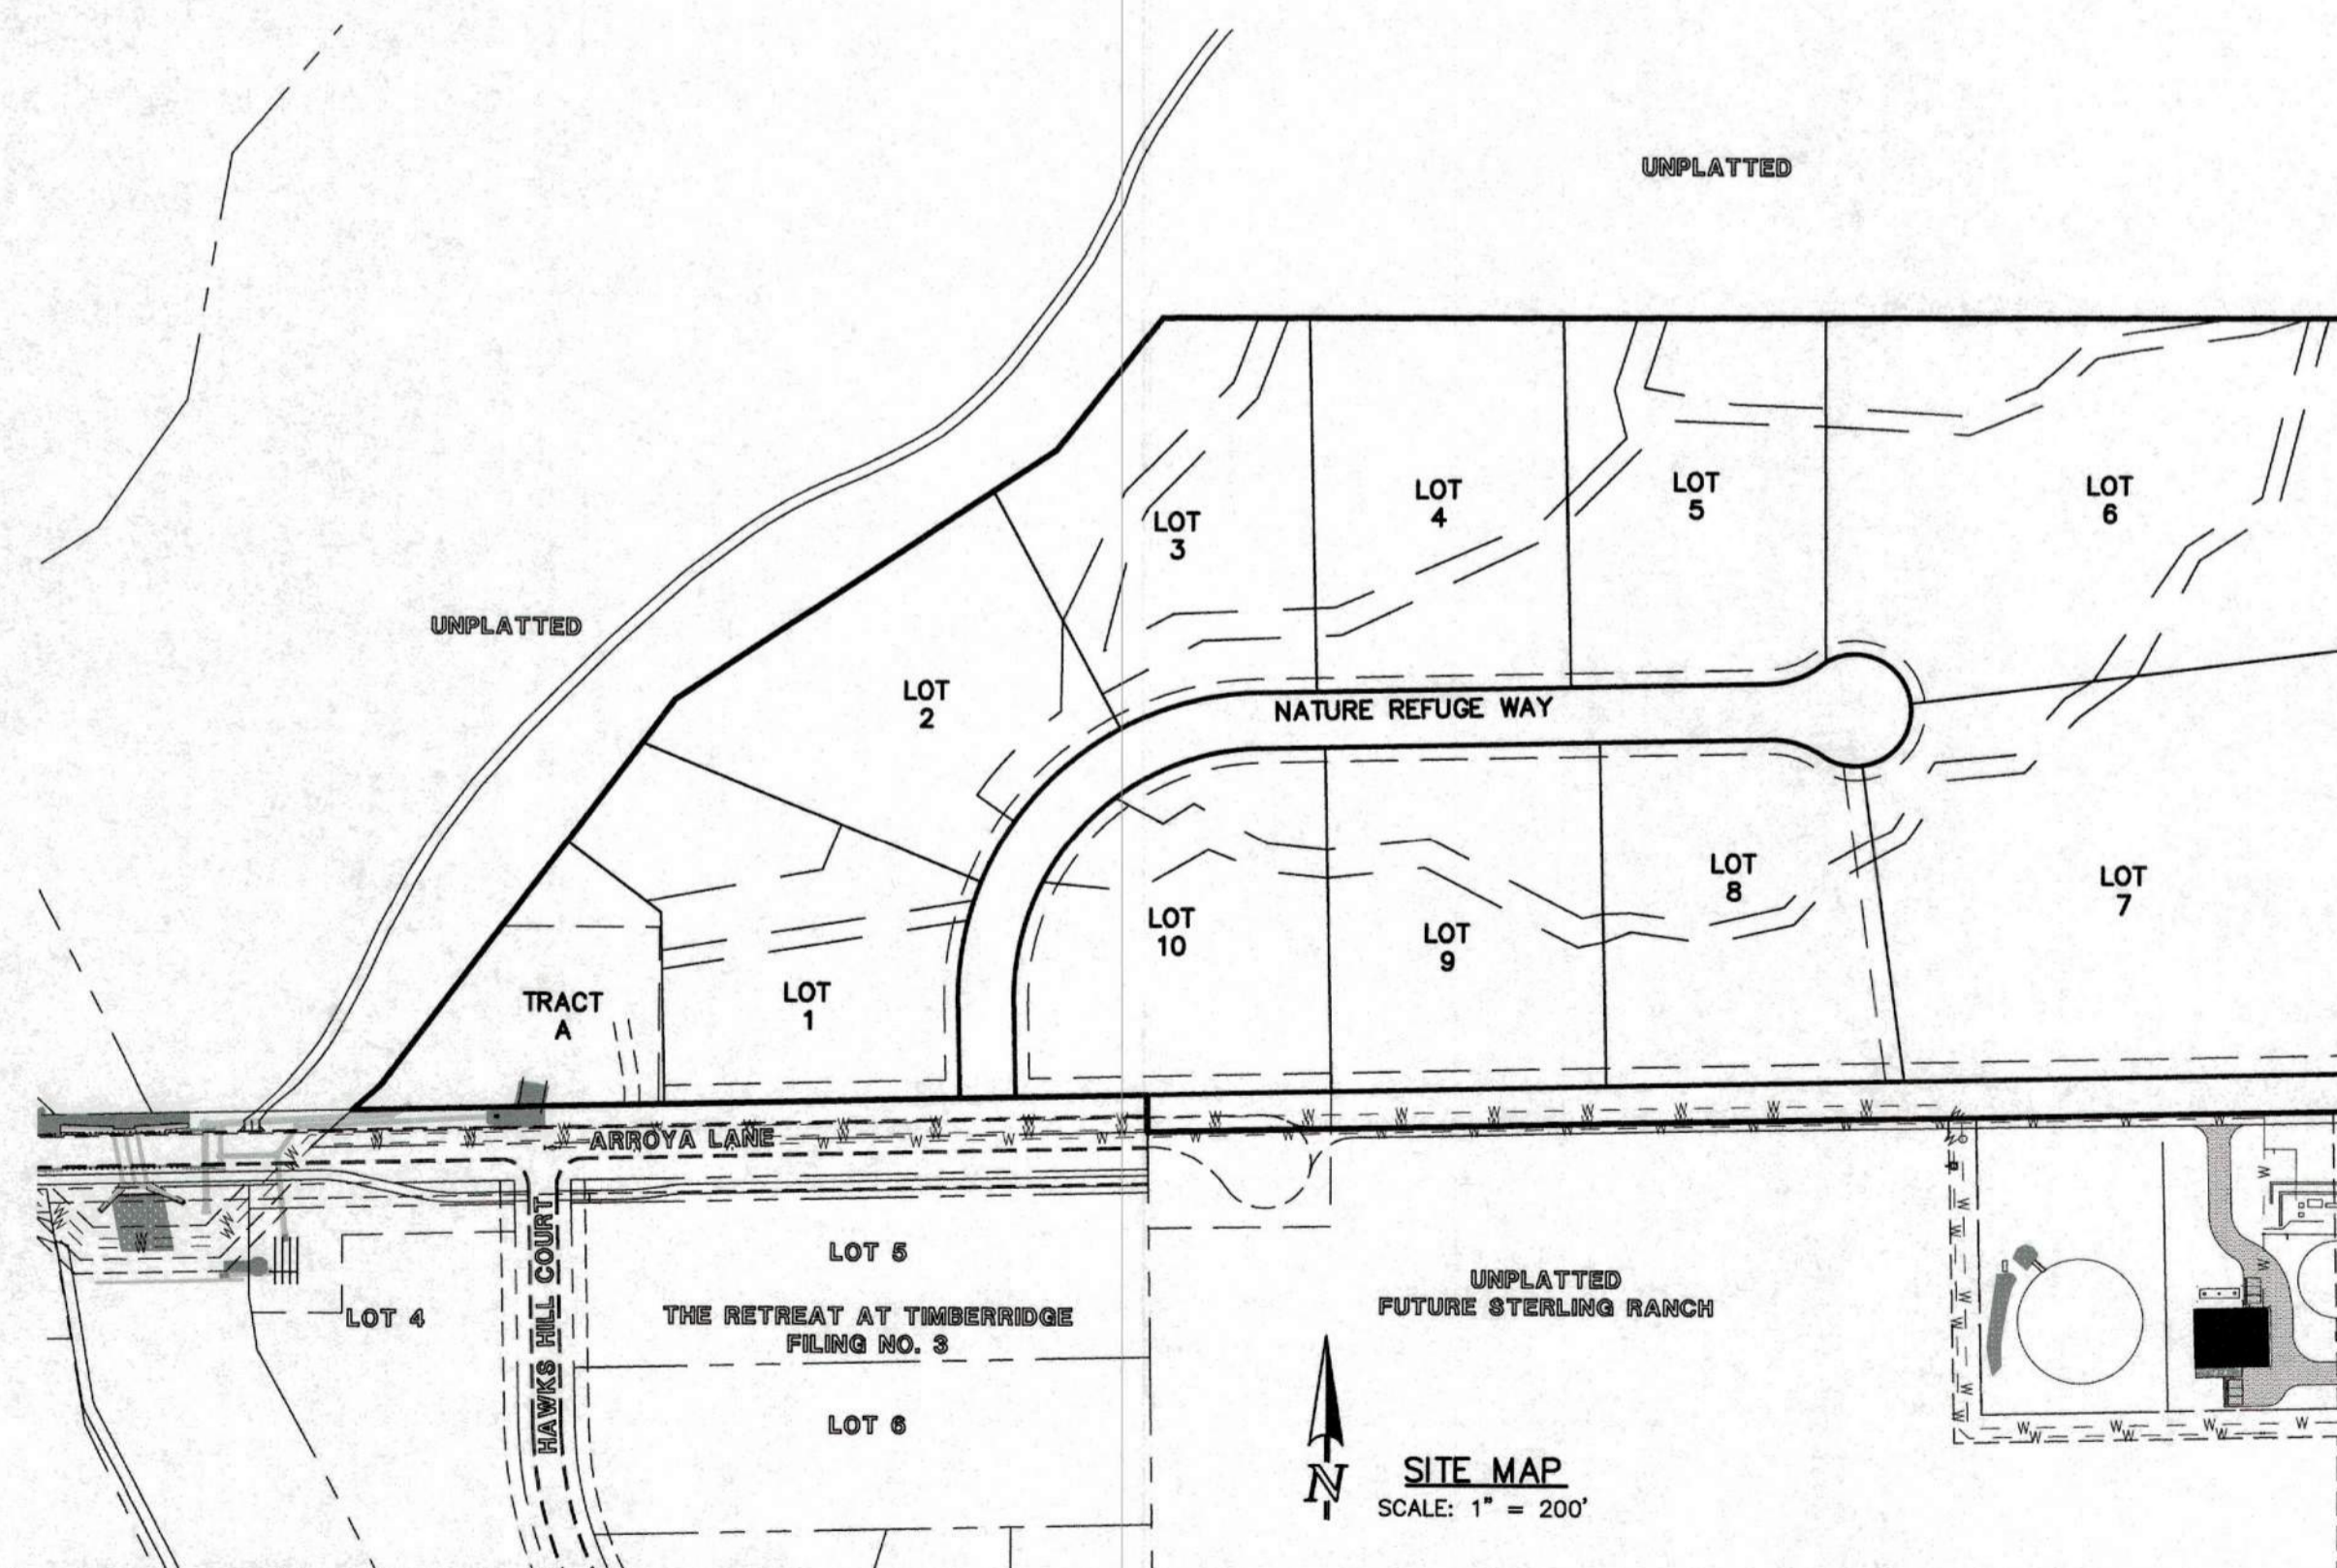 UNPLATTED
UNPLATTED
LOT
3
LOT
4
LOT
5
LOT
6
LOT
2
NATURE REFUGE WAY
LOT
10
LOT
9
LOT
8
LOT
7
TRACT
A
LOT
1
ARROYA LANE
HAWKS HILL COURT
LOT 4
LOT 5
THE RETREAT AT TIMBERRIDGE
FILING NO. 3
LOT 6
UNPLATTED
FUTURE STERLING RANCH
N
SITE MAP
SCALE: 1" = 200'